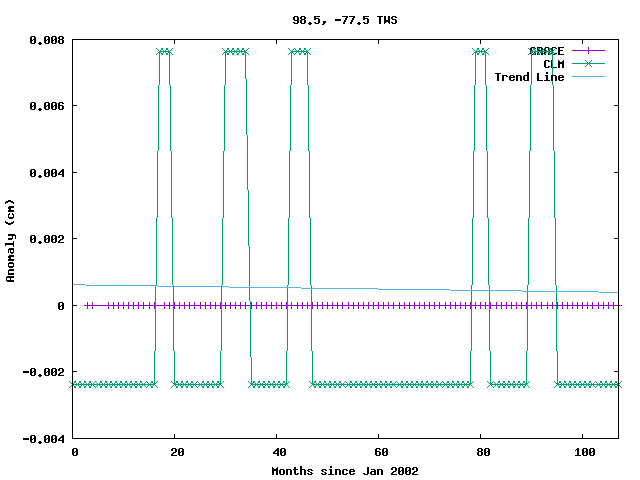 98.5, -77.5 TWS
0.008
GRACE
CLM
Trend Line
0.006
0.004
0.002
0
-0.002
-0.004
Anomaly (cm)
0 20 40 60 80 100
Months since Jan 2002